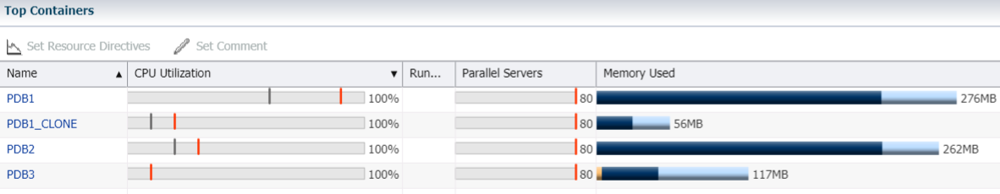 Top Containers
Set Resource Directives Set Comment
Name ▲ CPU Utilization ▼ Run... Parallel Servers Memory Used
PDB1 100% 80 276MB
PDB1_CLONE 100% 80 56MB
PDB2 100% 80 262MB
PDB3 100% 80 117MB